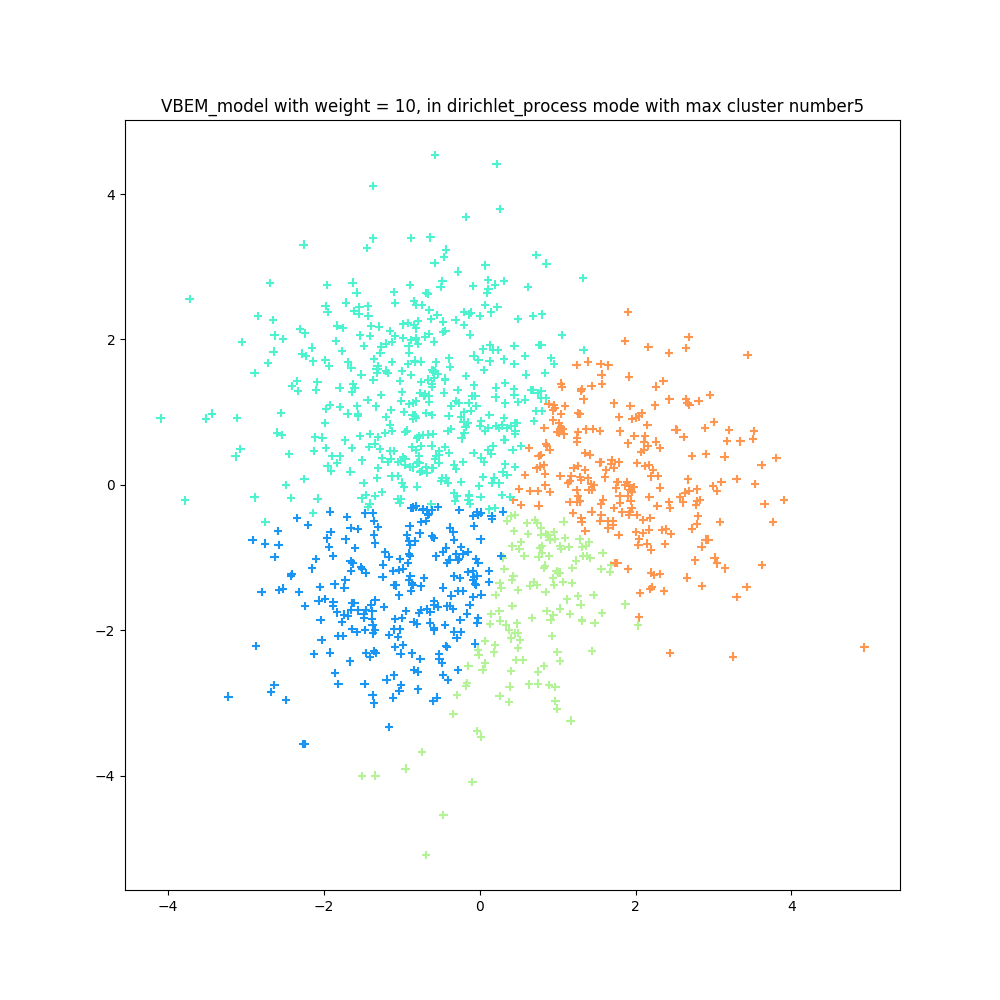 VBEM_model with weight = 10, in dirichlet_process mode with max cluster number5
4
2
0
−2
−4
−4 −2 0 2 4